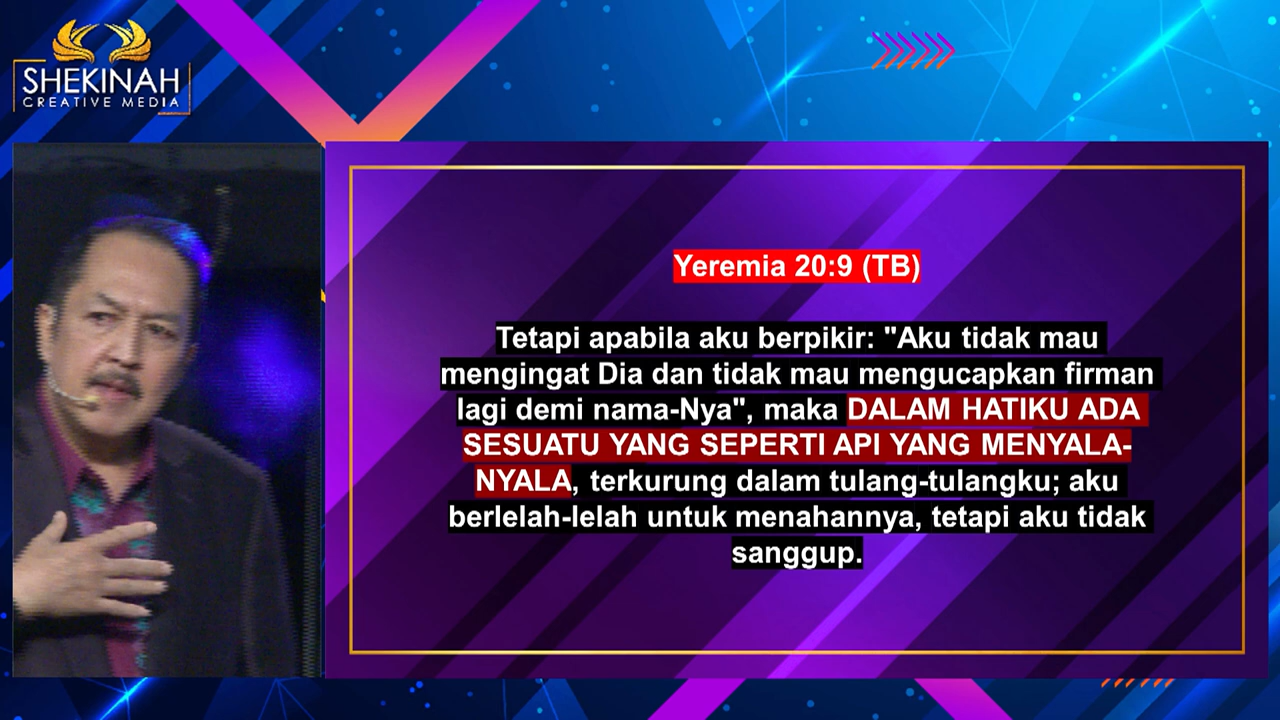 SHEKINAH
CREATIVE MEDIA
Yeremia 20:9 (TB)
Tetapi apabila aku berpikir: "Aku tidak mau
mengingat Dia dan tidak mau mengucapkan firman
lagi demi nama-Nya", maka DALAM HATIKU ADA
SESUATU YANG SEPERTI API YANG MENYALA-
NYALA, terkurung dalam tulang-tulangku; aku
berlelah-lelah untuk menahannya, tetapi aku tidak
sanggup.